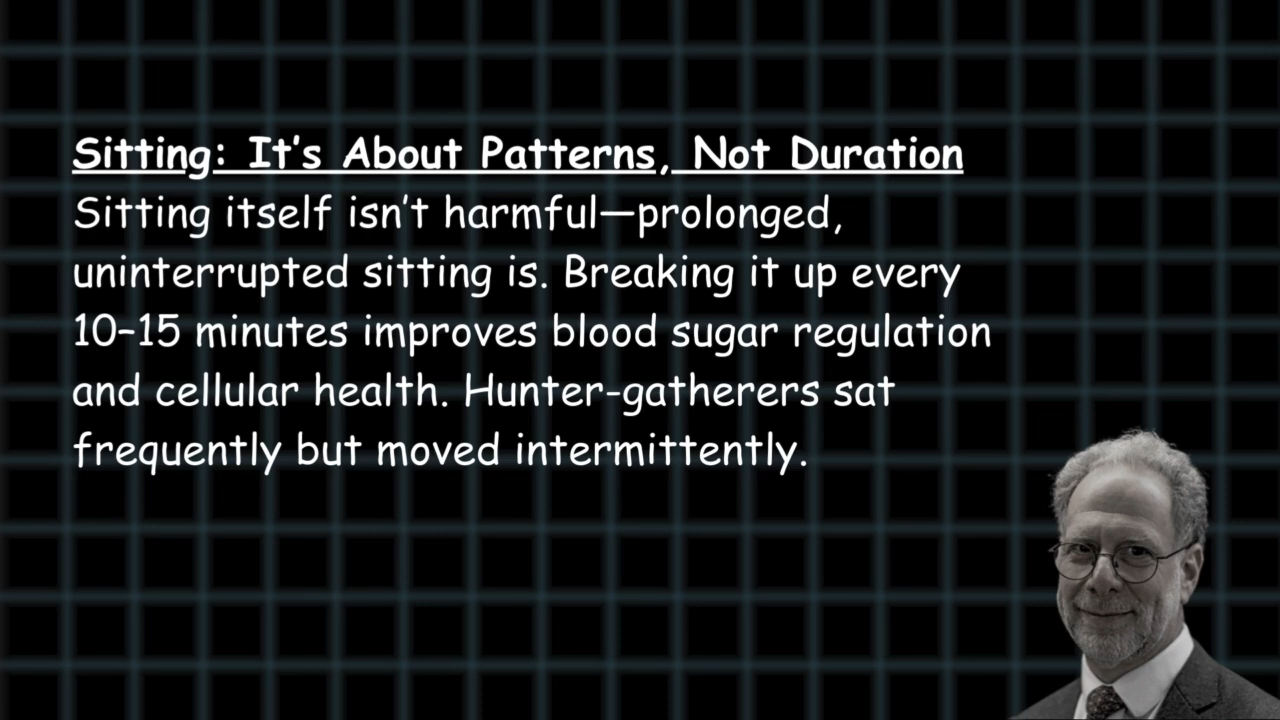 Sitting: It’s About Patterns, Not Duration
Sitting itself isn’t harmful—prolonged,
uninterrupted sitting is. Breaking it up every
10–15 minutes improves blood sugar regulation
and cellular health. Hunter-gatherers sat
frequently but moved intermittently.